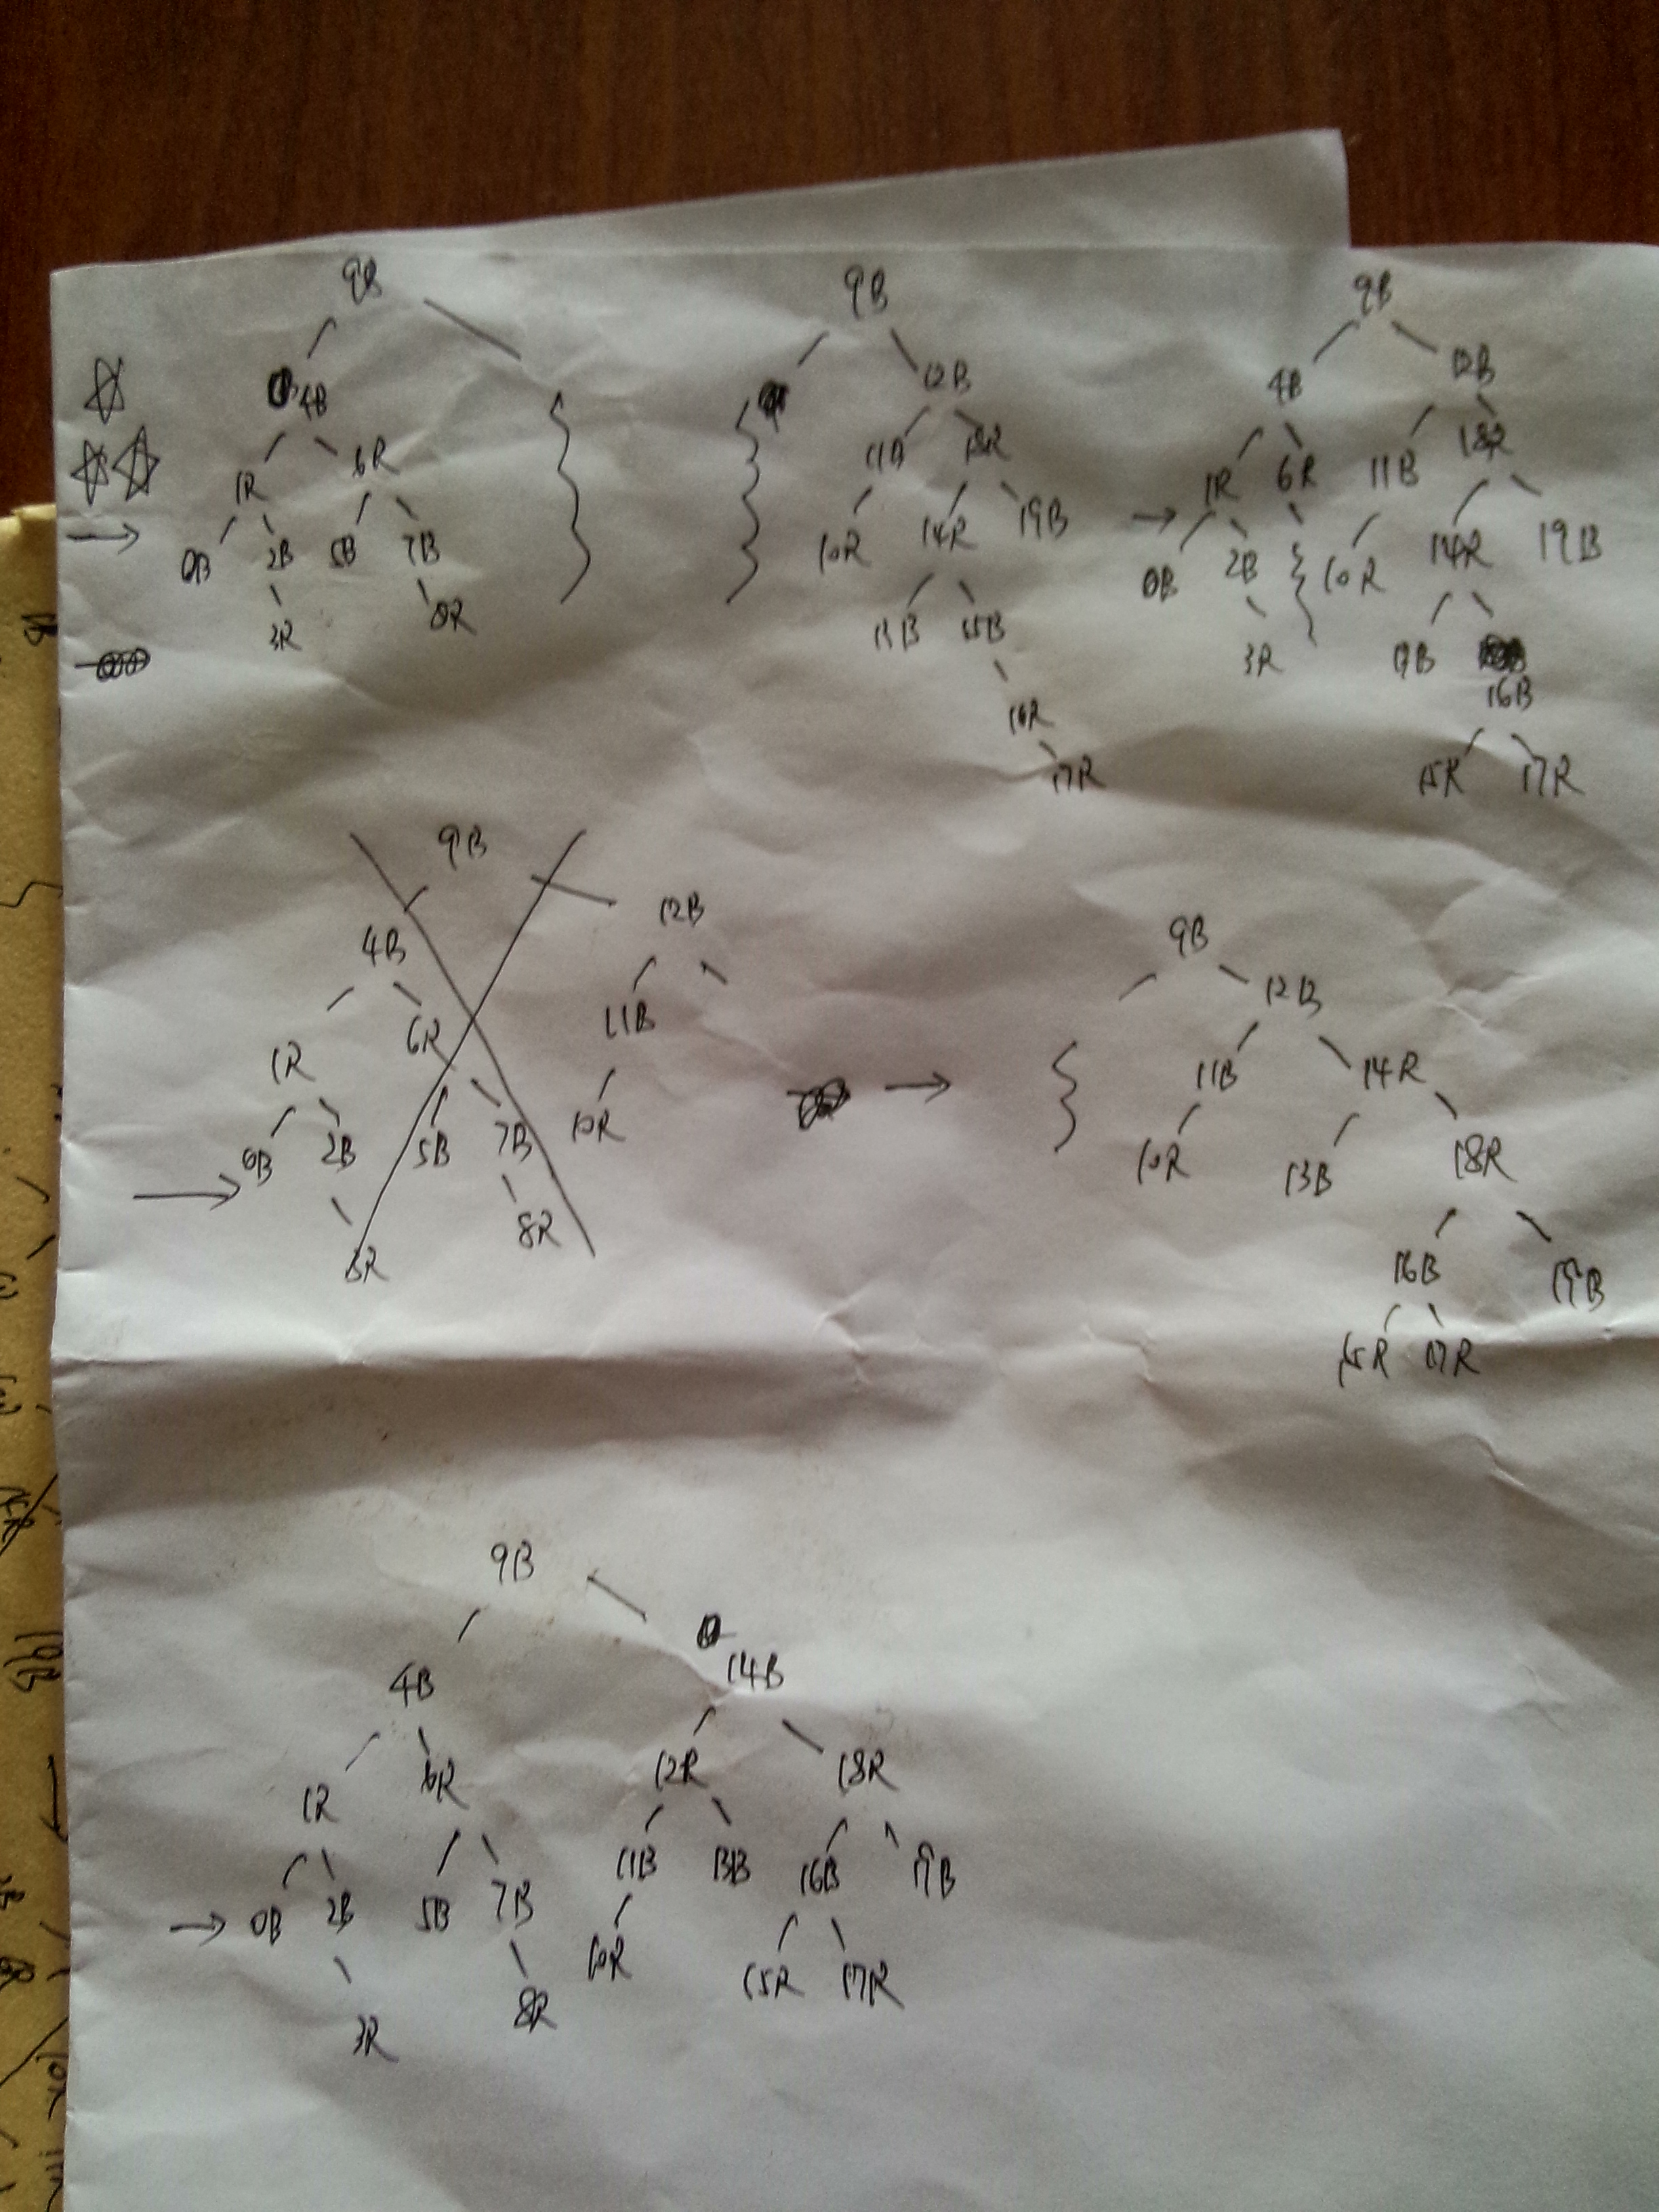 9B
4B
1R 6R
0B 2B 5B 7B
3R 8R
9B
12B
11B 18R
10R 14R 19B
13B 15B
16R
17R
9B
4B 12B
1R 6R 11B 18R
0B 2B 10R 14R 19B
3R 13B
16B
15R 17R
9B
4B 12B
1R 6R 11B
0B 2B 5B 7B 10R
3R 8R
9B
12B
11B 14R
10R 13B 18R
16B 19B
15R 17R
9B
4B 14B
1R 6R 12R 18R
0B 2B 5B 7B 11B 13B 16B 19B
3R 8R 10R 15R 17R